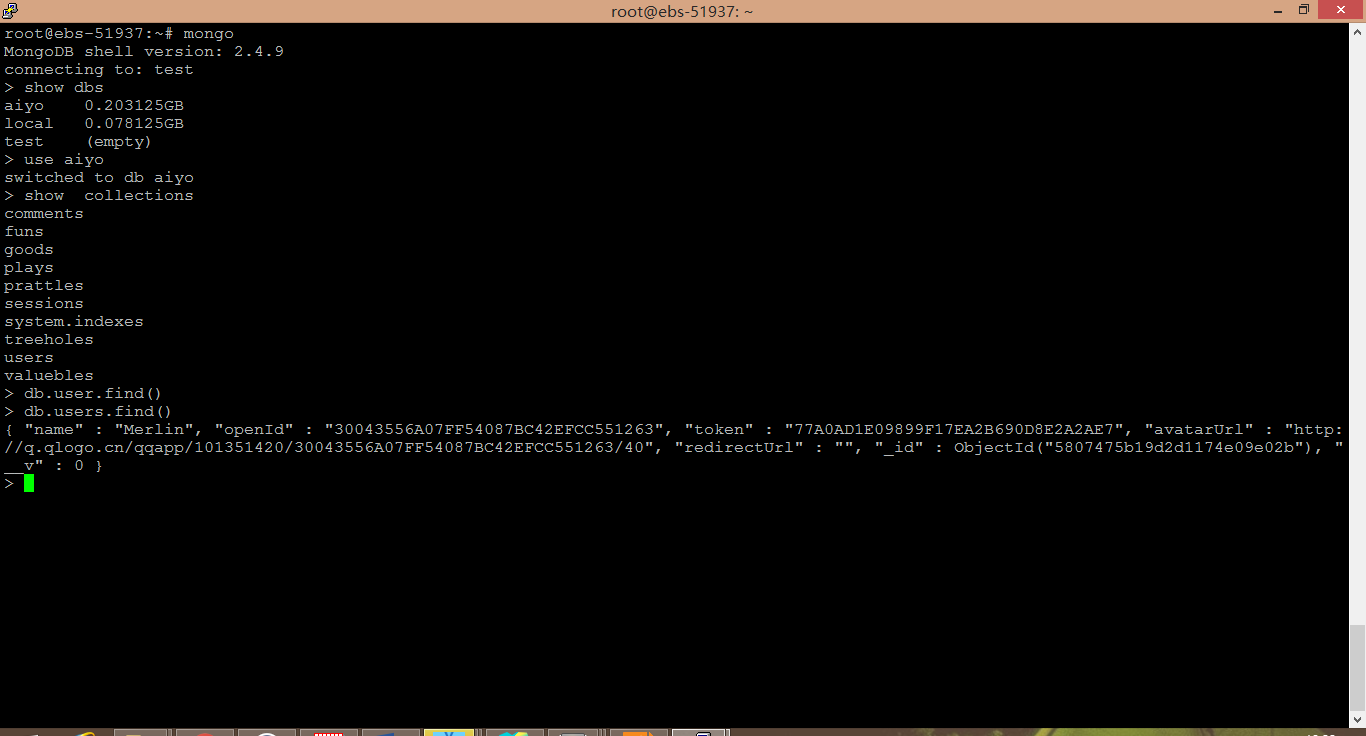 root@ebs-51937: ~
root@ebs-51937:~# mongo
MongoDB shell version: 2.4.9
connecting to: test
> show dbs
aiyo    0.203125GB
local   0.078125GB
test    (empty)
> use aiyo
switched to db aiyo
> show  collections
comments
funs
goods
plays
prattles
sessions
system.indexes
treeholes
users
valuebles
> db.user.find()
> db.users.find()
{ "name" : "Merlin", "openId" : "30043556A07FF54087BC42EFCC551263", "token" : "77A0AD1E09899F17EA2B690D8E2A2AE7", "avatarUrl" : "http:
//q.qlogo.cn/qqapp/101351420/30043556A07FF54087BC42EFCC551263/40", "redirectUrl" : "", "_id" : ObjectId("5807475b19d2d1174e09e02b"), "
__v" : 0 }
>